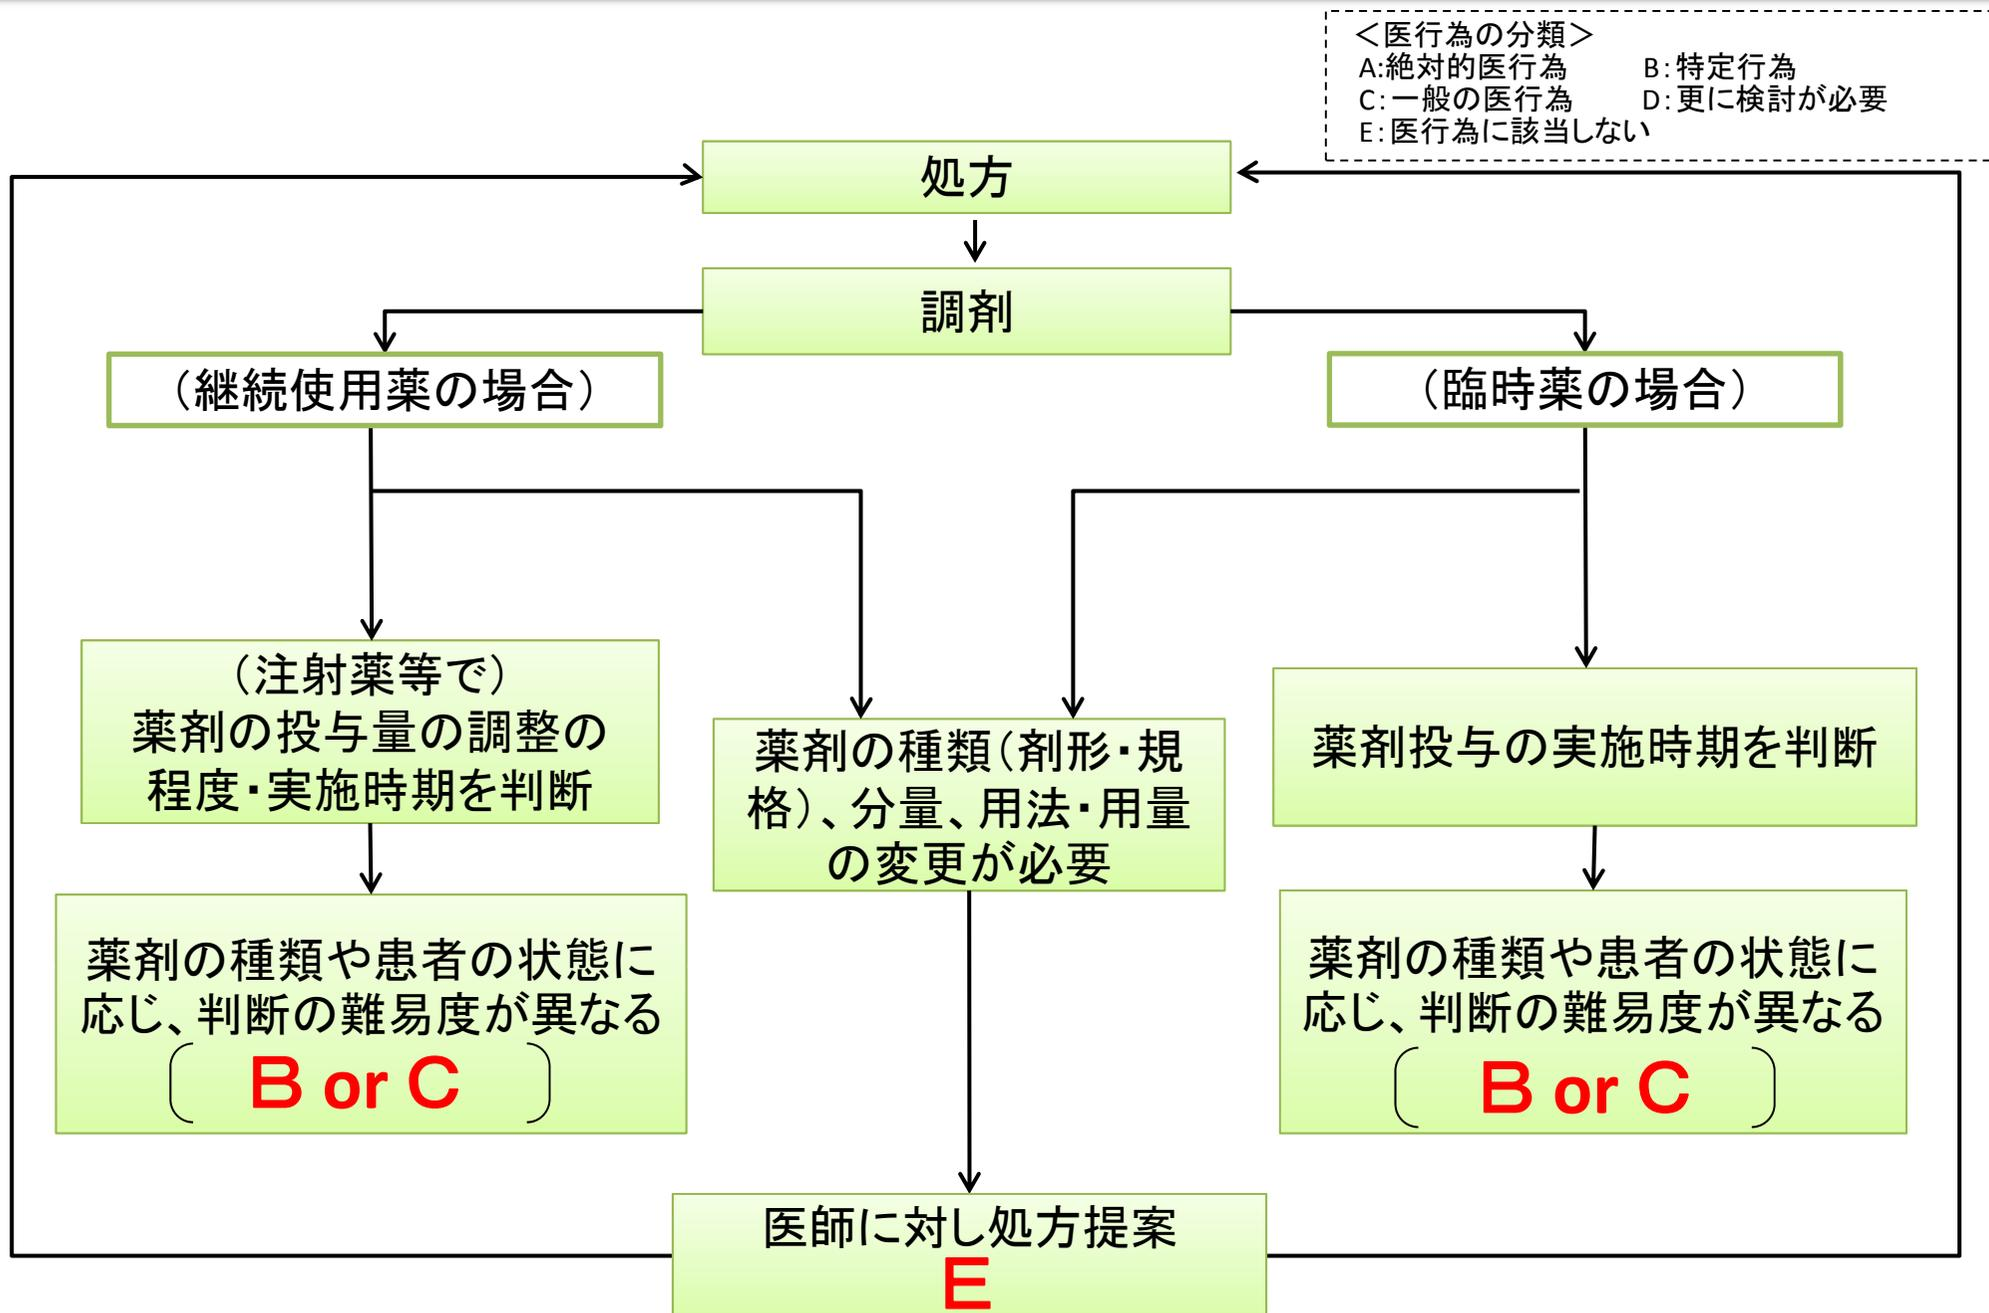 ＜医行為の分類＞
A:絶対的医行為　　B：特定行為
C：一般の医行為　　D：更に検討が必要
E：医行為に該当しない
処方
調剤
（継続使用薬の場合）
（臨時薬の場合）
（注射薬等で）
薬剤の投与量の調整の
程度・実施時期を判断
薬剤の種類（剤形・規
格）、分量、用法・用量
の変更が必要
薬剤投与の実施時期を判断
薬剤の種類や患者の状態に
応じ、判断の難易度が異なる
〔 B or C 〕
薬剤の種類や患者の状態に
応じ、判断の難易度が異なる
〔 B or C 〕
医師に対し処方提案
E